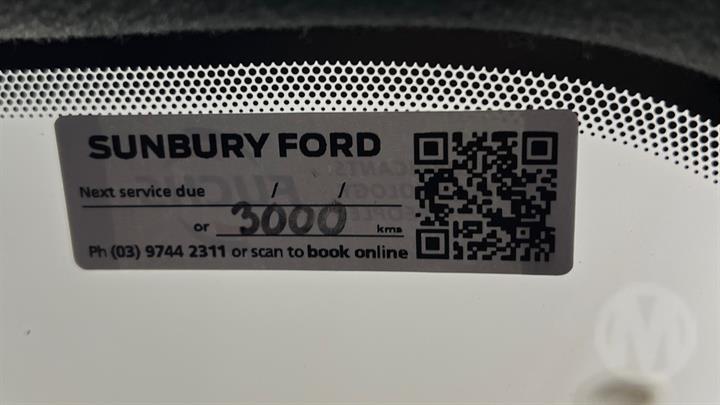 SUNBURY FORD
Next service due / /
or 3000 kms
Ph (03) 9744 2311 or scan to book online
M